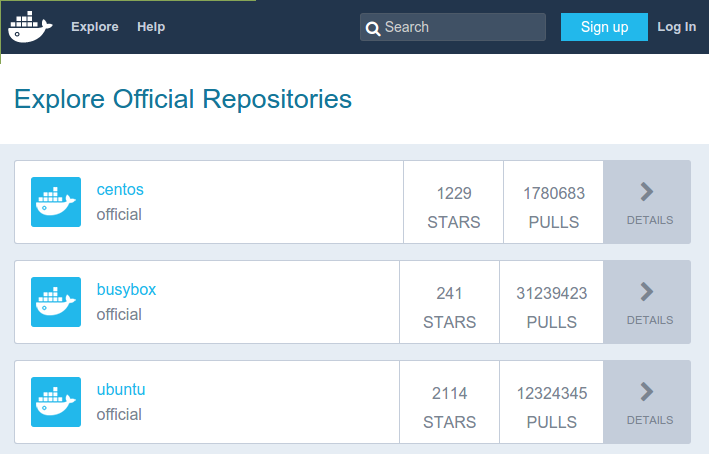 Explore Help Search Sign up Log In
Explore Official Repositories
centos
official
1229
STARS
1780683
PULLS
DETAILS
busybox
official
241
STARS
31239423
PULLS
DETAILS
ubuntu
official
2114
STARS
12324345
PULLS
DETAILS